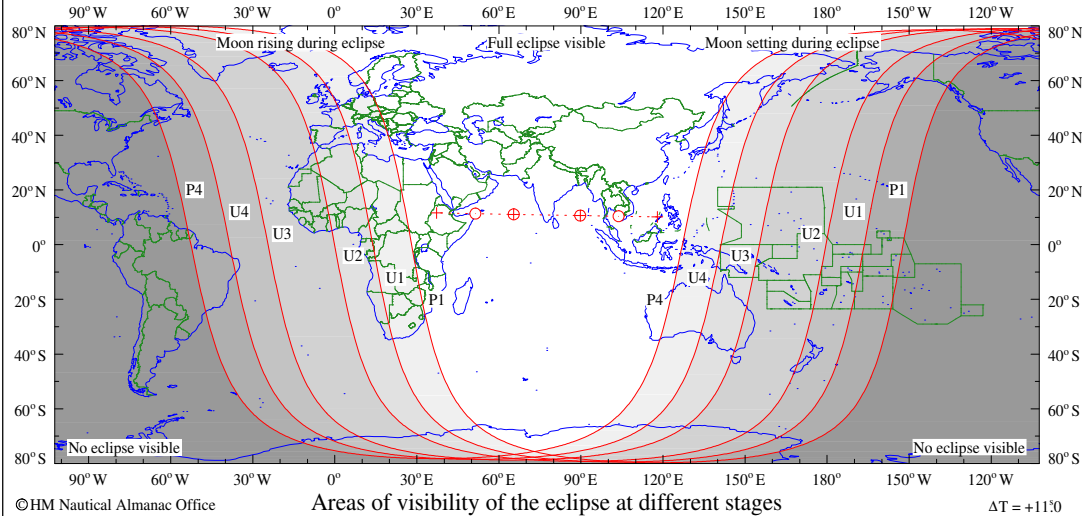 90°W 60°W 30°W 0° 30°E 60°E 90°E 120°E 150°E 180° 150°W 120°W
80°N 80°N
Moon rising during eclipse Full eclipse visible Moon setting during eclipse
60°N 60°N
40°N 40°N
20°N P4 P1 20°N
U4 U1
U3 U2
0° U2 U3 0°
U1 U4
20°S P1 P4 20°S
40°S 40°S
60°S 60°S
No eclipse visible No eclipse visible
80°S 80°S
90°W 60°W 30°W 0° 30°E 60°E 90°E 120°E 150°E 180° 150°W 120°W
©HM Nautical Almanac Office Areas of visibility of the eclipse at different stages ΔT = +11ˢ.0